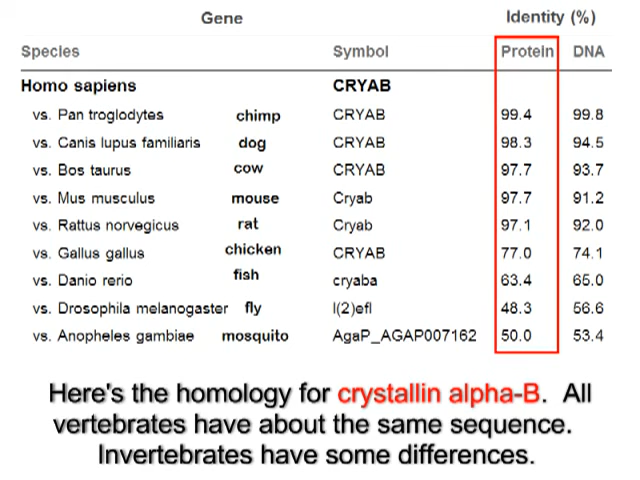 Gene Identity (%)
Species Symbol Protein DNA
Homo sapiens CRYAB
vs. Pan troglodytes chimp CRYAB 99.4 99.8
vs. Canis lupus familiaris dog CRYAB 98.3 94.5
vs. Bos taurus cow CRYAB 97.7 93.7
vs. Mus musculus mouse Cryab 97.7 91.2
vs. Rattus norvegicus rat Cryab 97.1 92.0
vs. Gallus gallus chicken CRYAB 77.0 74.1
vs. Danio rerio fish cryaba 63.4 65.0
vs. Drosophila melanogaster fly l(2)efl 48.3 56.6
vs. Anopheles gambiae mosquito AgaP_AGAP007162 50.0 53.4
Here's the homology for crystallin alpha-B. All
vertebrates have about the same sequence.
Invertebrates have some differences.